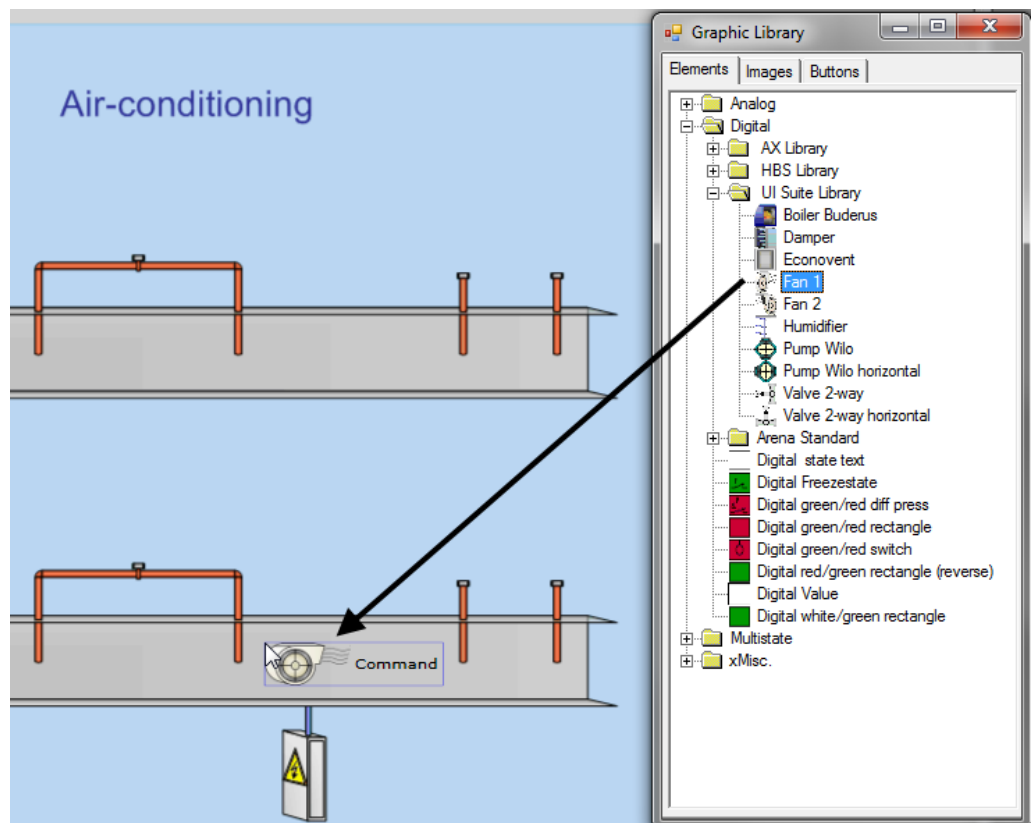 Air-conditioning
Command
Graphic Library
Elements Images Buttons
Analog
Digital
AX Library
HBS Library
UI Suite Library
Boiler Buderus
Damper
Econovent
Fan 1
Fan 2
Humidifier
Pump Wilo
Pump Wilo horizontal
Valve 2-way
Valve 2-way horizontal
Arena Standard
Digital state text
Digital Freezestate
Digital green/red diff press
Digital green/red rectangle
Digital green/red switch
Digital red/green rectangle (reverse)
Digital Value
Digital white/green rectangle
Multistate
xMisc.